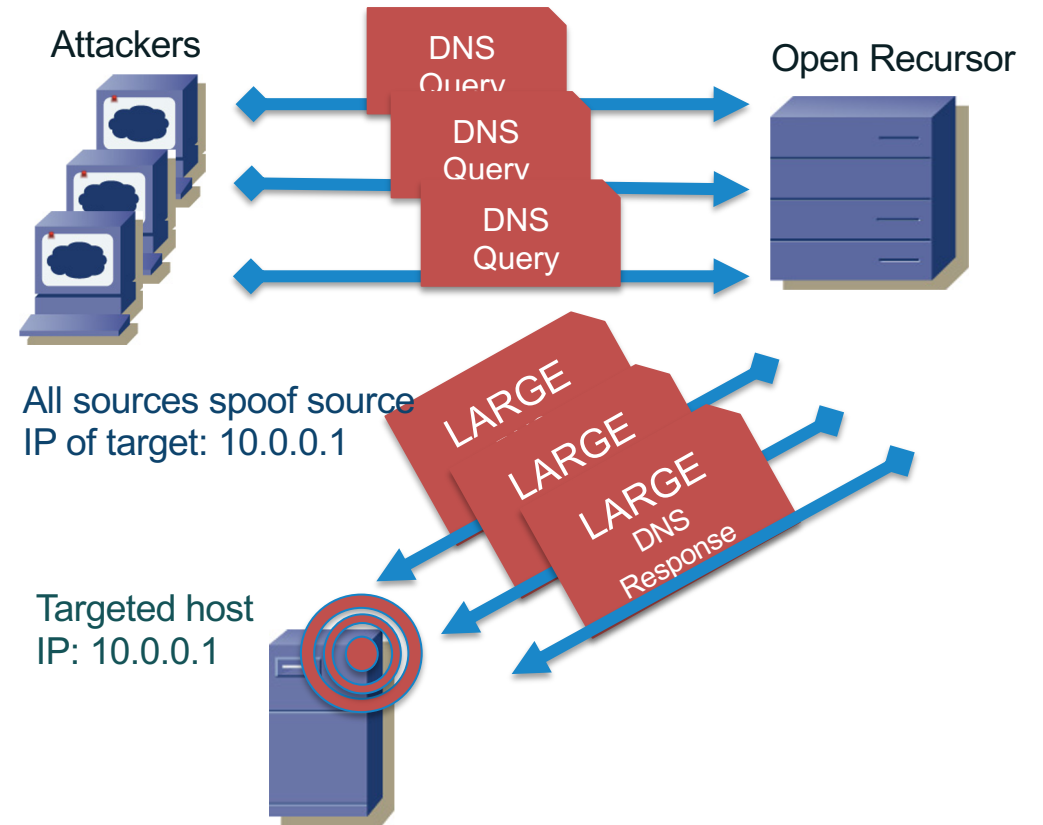 Attackers
DNS
Query
DNS
Query
DNS
Query
Open Recursor
All sources spoof source
IP of target: 10.0.0.1
LARGE
LARGE
LARGE
DNS
Response
Targeted host
IP: 10.0.0.1